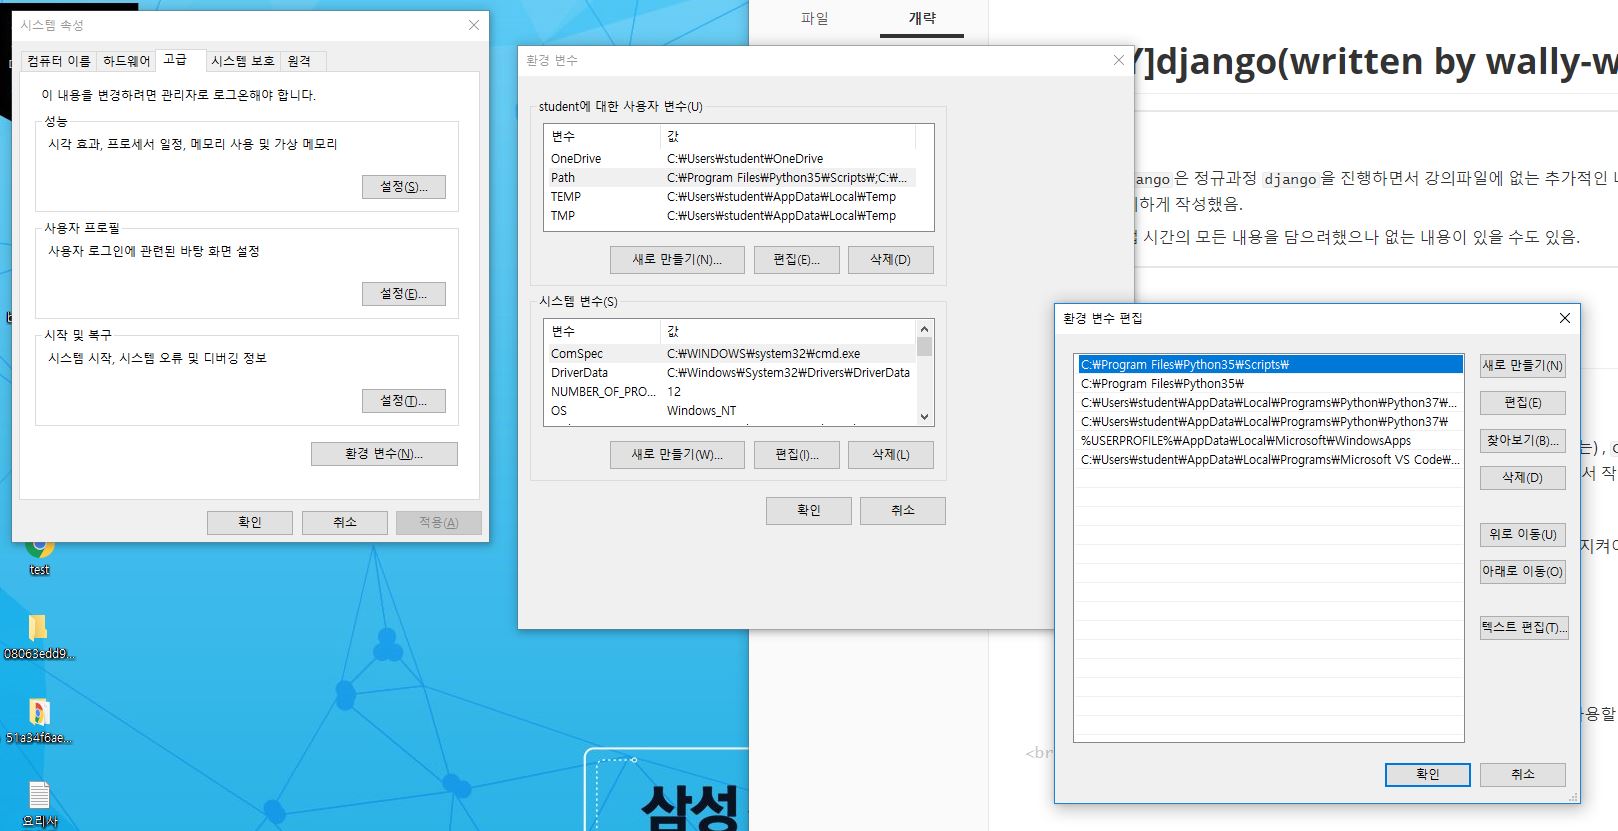 시스템 속성
컴퓨터 이름 하드웨어 고급 시스템 보호 원격
이 내용을 변경하려면 관리자로 로그온해야 합니다.
성능
시각 효과, 프로세서 일정, 메모리 사용 및 가상 메모리
설정(S)...
사용자 프로필
사용자 로그인에 관련된 바탕 화면 설정
설정(E)...
시작 및 복구
시스템 시작, 시스템 오류 및 디버깅 정보
설정(T)...
환경 변수(N)...
확인 취소 적용(A)
test
08063edd9...
51a34f6ae...
요리사
삼성
파일 개략
Y]django(written by wally-w
ango은 정규과정 django을 진행하면서 강의파일에 없는 추가적인 
하게 작성했음.
시간의 모든 내용을 담으려했으나 없는 내용이 있을 수도 있음.
서 작
지켜
용할
<br
환경 변수
student에 대한 사용자 변수(U)
변수 값
OneDrive C:₩Users₩student₩OneDrive
Path C:₩Program Files₩Python35₩Scripts₩;C:₩...
TEMP C:₩Users₩student₩AppData₩Local₩Temp
TMP C:₩Users₩student₩AppData₩Local₩Temp
새로 만들기(N)... 편집(E)... 삭제(D)
시스템 변수(S)
변수 값
ComSpec C:₩WINDOWS₩system32₩cmd.exe
DriverData C:₩Windows₩System32₩Drivers₩DriverData
NUMBER_OF_PRO... 12
OS Windows_NT
새로 만들기(W)... 편집(I)... 삭제(L)
확인 취소
환경 변수 편집
C:₩Program Files₩Python35₩Scripts₩
C:₩Program Files₩Python35₩
C:₩Users₩student₩AppData₩Local₩Programs₩Python₩Python37₩...
C:₩Users₩student₩AppData₩Local₩Programs₩Python₩Python37₩
%USERPROFILE%₩AppData₩Local₩Microsoft₩WindowsApps
C:₩Users₩student₩AppData₩Local₩Programs₩Microsoft VS Code₩...
새로 만들기(N)
편집(E)
찾아보기(B)...
삭제(D)
위로 이동(U)
아래로 이동(O)
텍스트 편집(T)...
확인 취소